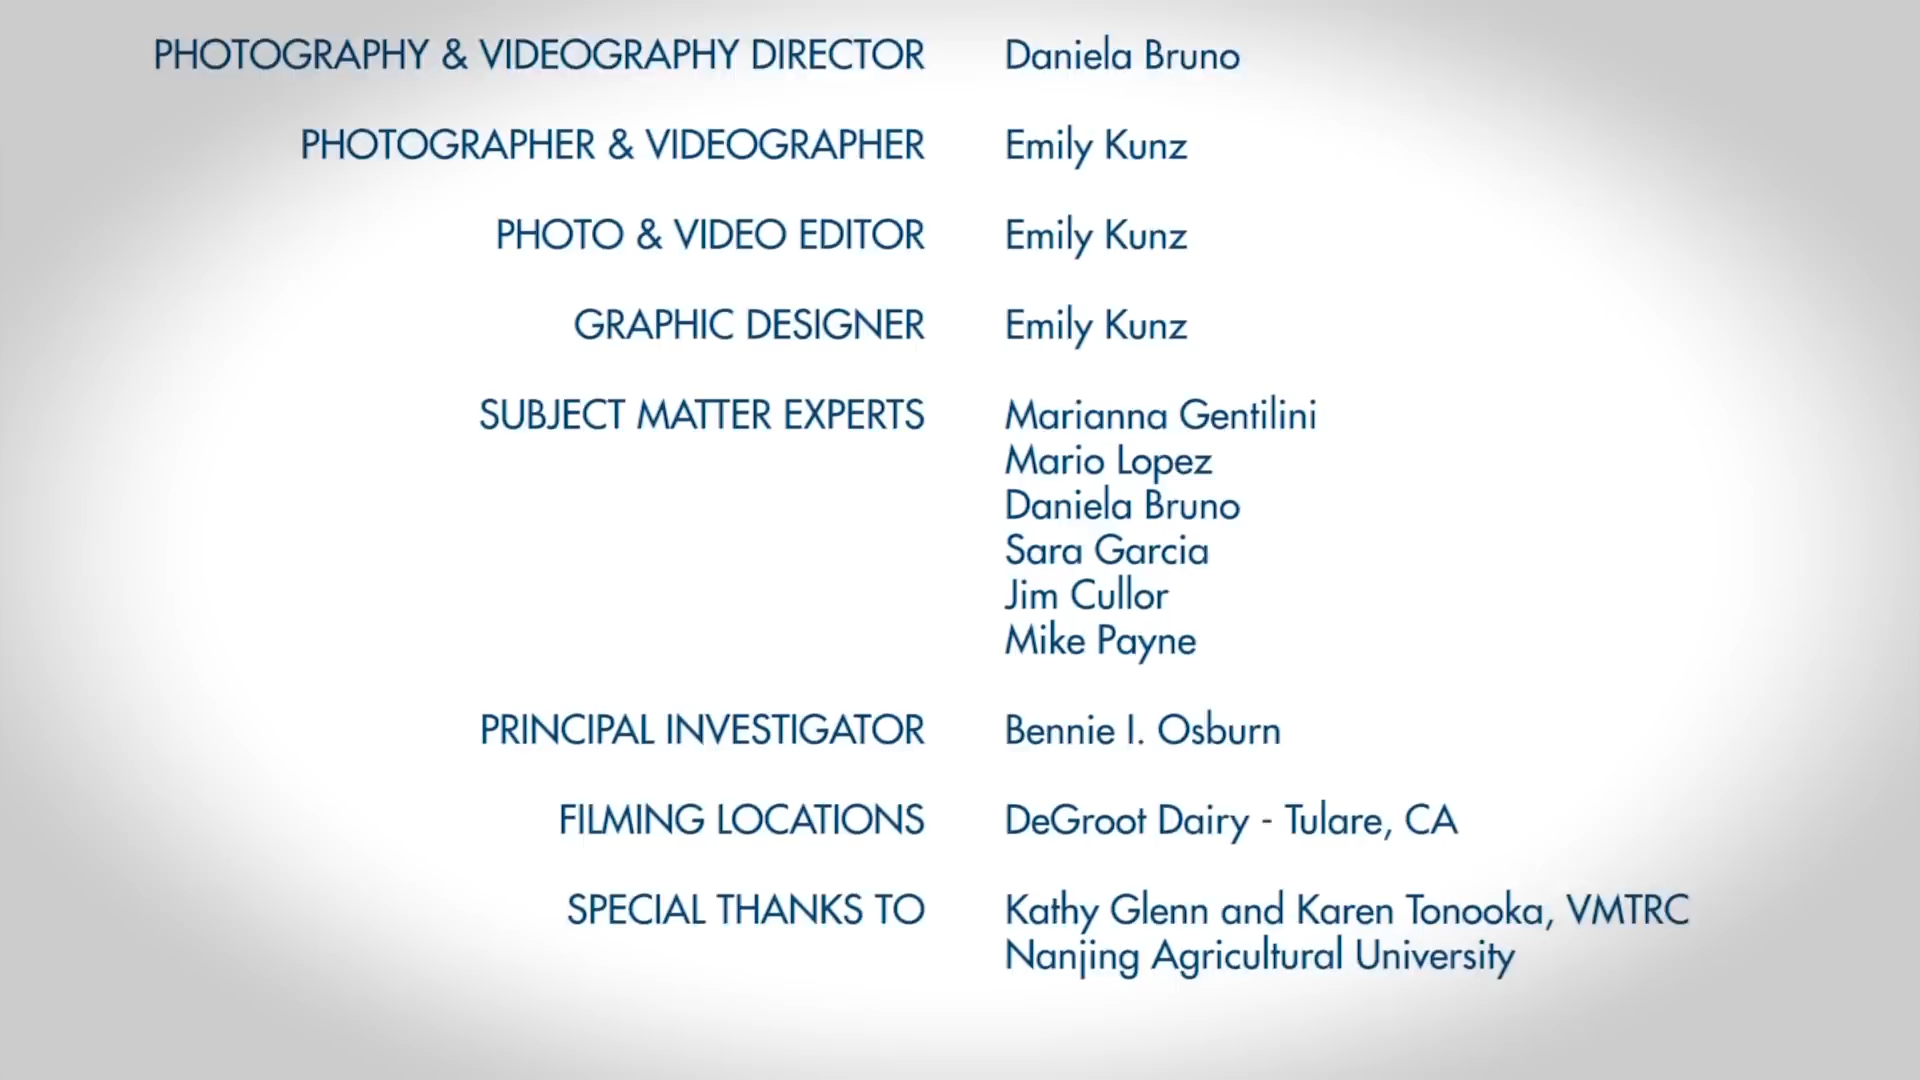 PHOTOGRAPHY & VIDEOGRAPHY DIRECTOR Daniela Bruno
PHOTOGRAPHER & VIDEOGRAPHER Emily Kunz
PHOTO & VIDEO EDITOR Emily Kunz
GRAPHIC DESIGNER Emily Kunz
SUBJECT MATTER EXPERTS Marianna Gentilini
Mario Lopez
Daniela Bruno
Sara Garcia
Jim Cullor
Mike Payne
PRINCIPAL INVESTIGATOR Bennie I. Osburn
FILMING LOCATIONS DeGroot Dairy - Tulare, CA
SPECIAL THANKS TO Kathy Glenn and Karen Tonooka, VMTRC
Nanjing Agricultural University